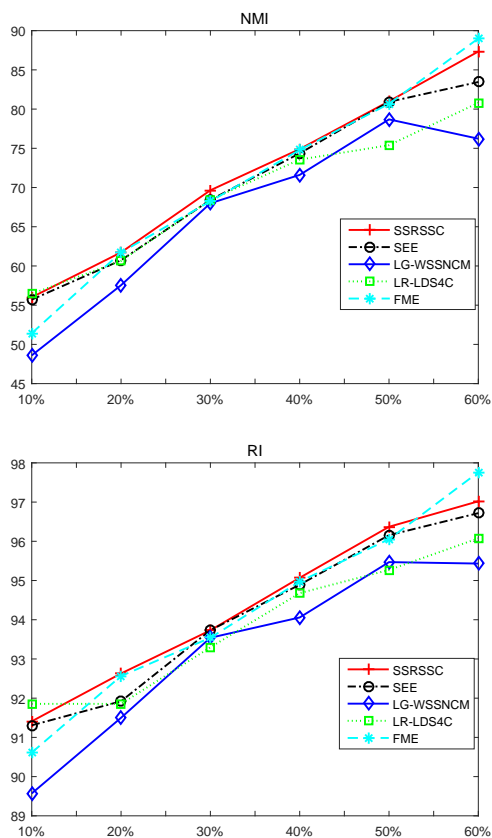 NMI
90
85
80
75
70
65
60
55
50
45
10%
20%
30%
40%
50%
60%
SSRSSC
SEE
LG-WSSNCM
LR-LDS4C
FME
RI
98
97
96
95
94
93
92
91
90
89
10%
20%
30%
40%
50%
60%
SSRSSC
SEE
LG-WSSNCM
LR-LDS4C
FME